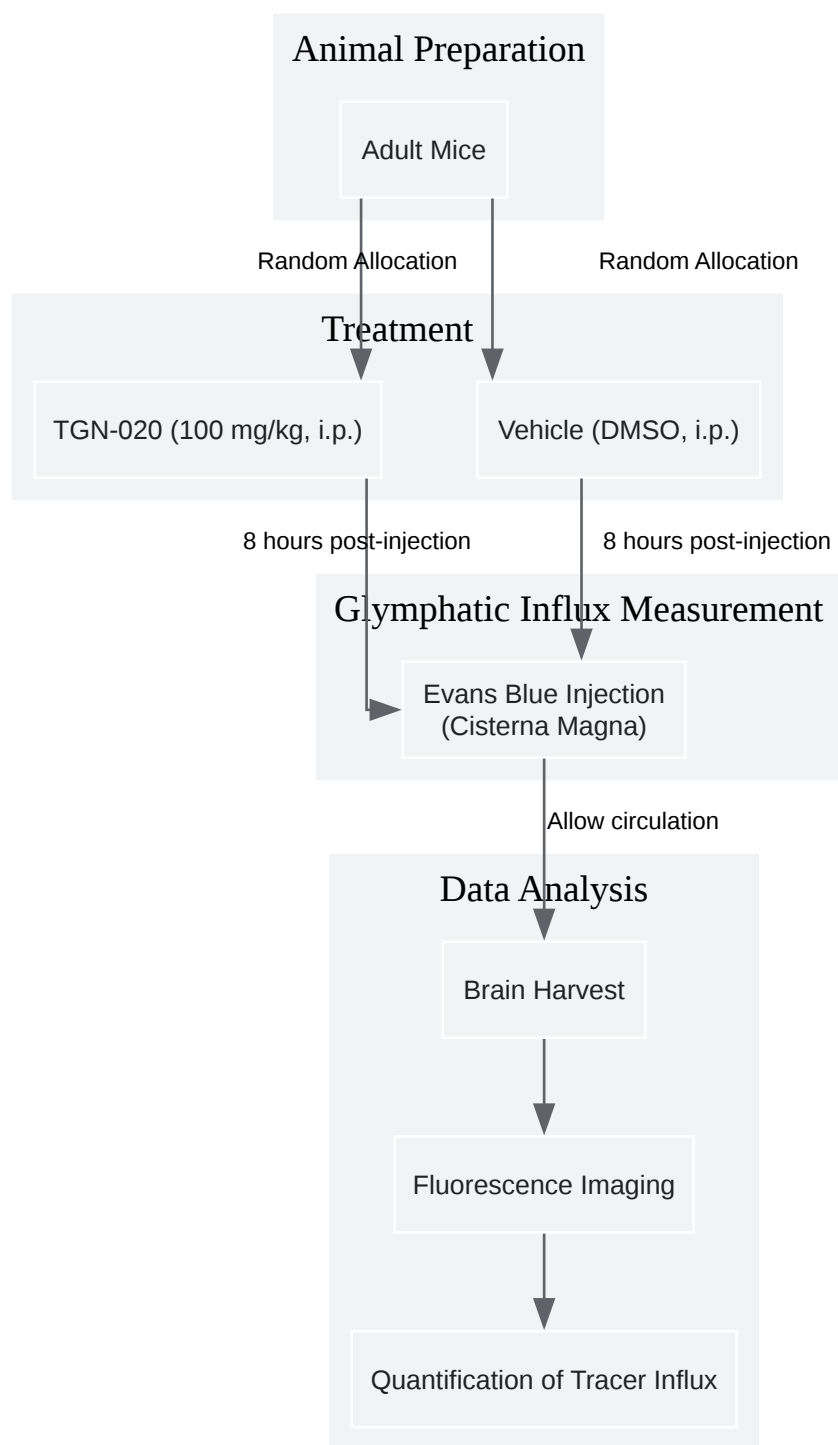 Animal Preparation
Adult Mice
Random Allocation
Random Allocation
Treatment
TGN-020 (100 mg/kg, i.p.)
Vehicle (DMSO, i.p.)
8 hours post-injection
8 hours post-injection
Glymphatic Influx Measurement
Evans Blue Injection
(Cisterna Magna)
Allow circulation
Data Analysis
Brain Harvest
Fluorescence Imaging
Quantification of Tracer Influx